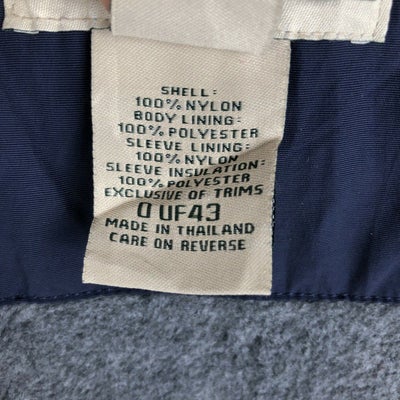 SHELL:
100% NYLON
BODY LINING:
100% POLYESTER
SLEEVE LINING:
100% NYLON
SLEEVE INSULATION:
100% POLYESTER
EXCLUSIVE OF TRIMS
0 UF43
MADE IN THAILAND
CARE ON REVERSE